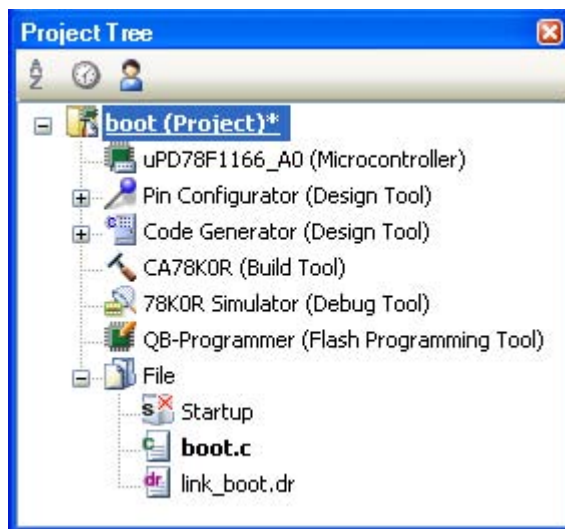 Project Tree
boot (Project)*
uPD78F1166_A0 (Microcontroller)
Pin Configurator (Design Tool)
Code Generator (Design Tool)
CA78K0R (Build Tool)
78K0R Simulator (Debug Tool)
QB-Programmer (Flash Programming Tool)
File
Startup
boot.c
link_boot.dr